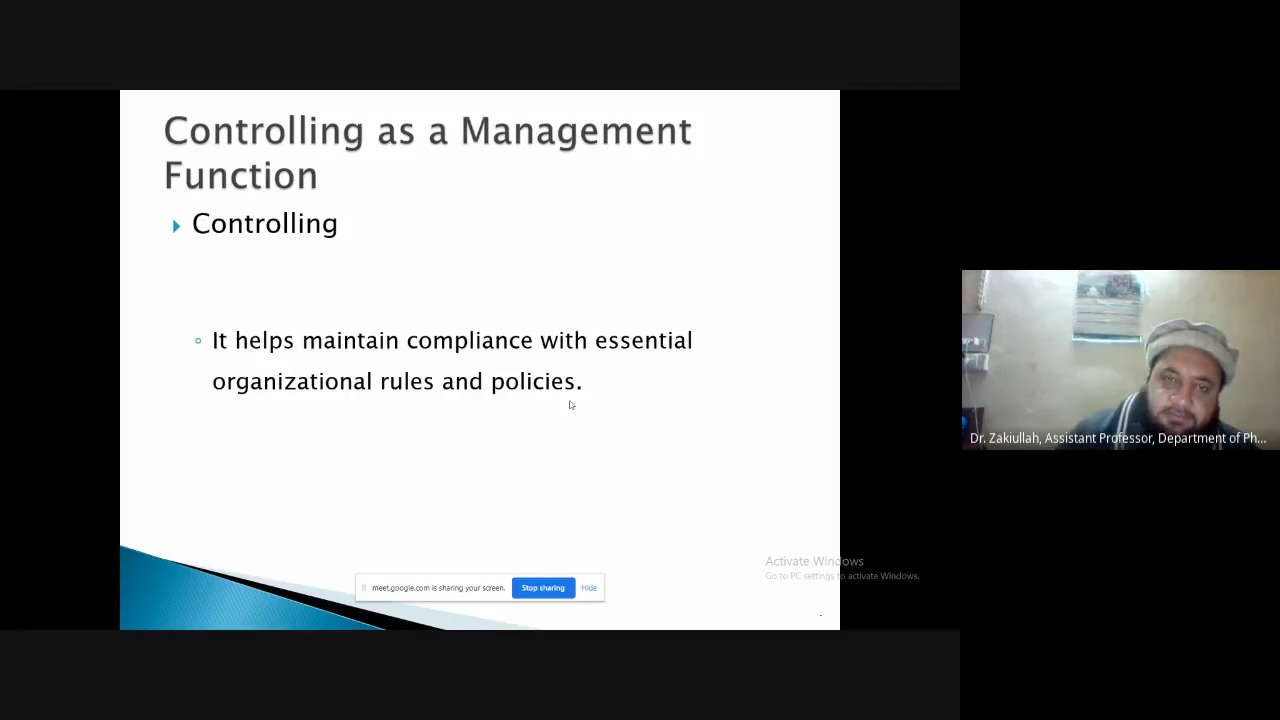 Controlling as a Management
Function
Controlling
It helps maintain compliance with essential
organizational rules and policies.
Dr. Zakiullah, Assistant Professor, Department of Ph...
Activate Windows
Go to PC settings to activate Windows.
meet.google.com is sharing your screen. Stop sharing Hide